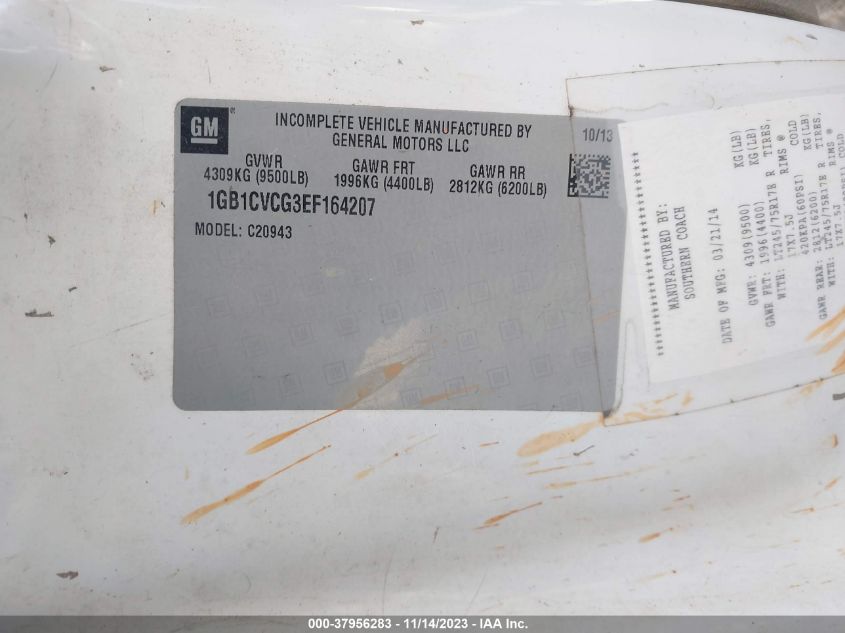 GM
INCOMPLETE VEHICLE MANUFACTURED BY
GENERAL MOTORS LLC
10/13
GVWR
4309KG (9500LB)
GAWR FRT
1996KG (4400LB)
GAWR RR
2812KG (6200LB)
1GB1CVCG3EF164207
MODEL: C20943
MANUFACTURED BY:
SOUTHERN COACH
DATE OF MFG: 03/21/14
GVWR: 4309(9500) KG(LB)
GAWR FRT: 1996(4400) KG(LB)
WITH: LT245/75R17E R TIRES,
17X7.5J RIMS @
420KPA(60PSI) COLD
GAWR REAR: 2812(6200) KG(LB)
WITH: LT245/75R17E R TIRES,
17X7.5J RIMS @
COLD
000-37956283 - 11/14/2023 - IAA Inc.